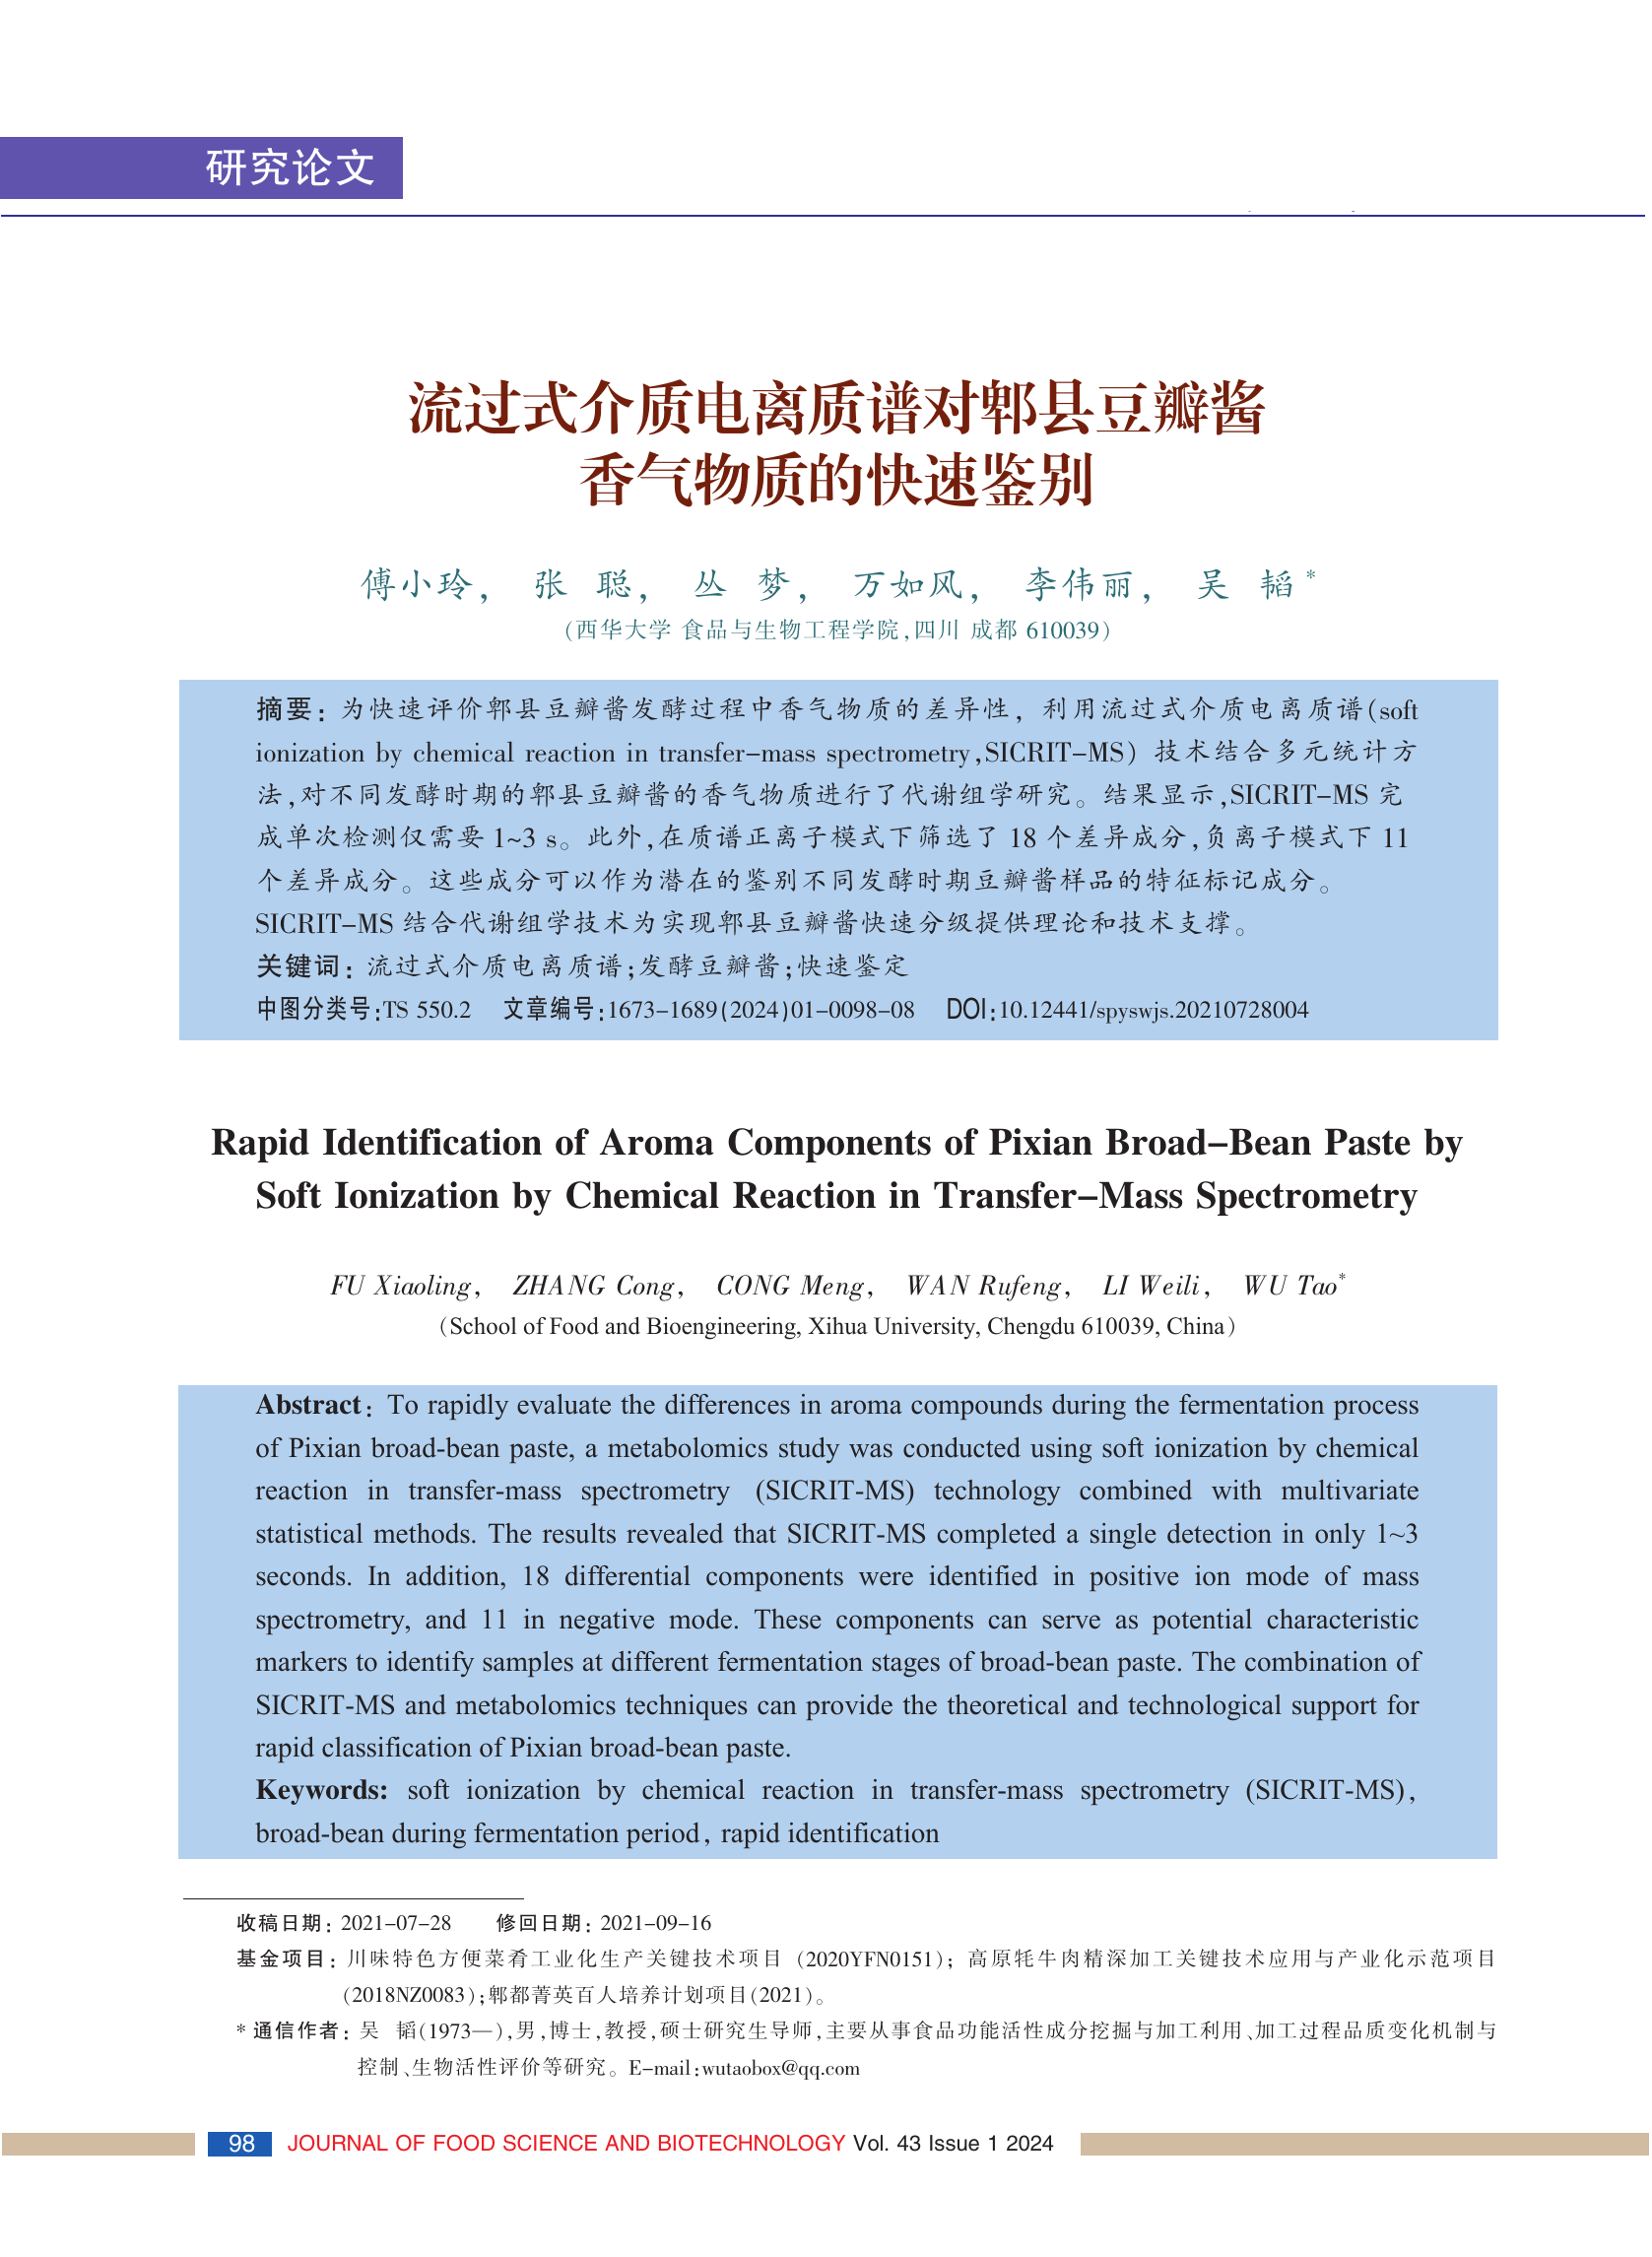 研究论文
流过式介质电离质谱对郫县豆瓣酱
香气物质的快速鉴别
傅小玲， 张 聪， 丛 梦， 万如风， 李伟丽， 吴 韬*
（西华大学 食品与生物工程学院，四川 成都 610039）
摘要：为快速评价郫县豆瓣酱发酵过程中香气物质的差异性，利用流过式介质电离质谱（soft
ionization by chemical reaction in transfer-mass spectrometry，SICRIT-MS）技术结合多元统计方
法，对不同发酵时期的郫县豆瓣酱的香气物质进行了代谢组学研究。结果显示，SICRIT-MS 完
成单次检测仅需要 1~3 s。此外，在质谱正离子模式下筛选了 18 个差异成分，负离子模式下 11
个差异成分。这些成分可以作为潜在的鉴别不同发酵时期豆瓣酱样品的特征标记成分。
SICRIT-MS 结合代谢组学技术为实现郫县豆瓣酱快速分级提供理论和技术支撑。
关键词：流过式介质电离质谱；发酵豆瓣酱；快速鉴定
中图分类号：TS 550.2 文章编号：1673-1689（2024）01-0098-08 DOI：10.12441/spyswjs.20210728004
Rapid Identification of Aroma Components of Pixian Broad-Bean Paste by
Soft Ionization by Chemical Reaction in Transfer-Mass Spectrometry
FU Xiaoling， ZHANG Cong， CONG Meng， WAN Rufeng， LI Weili， WU Tao*
（School of Food and Bioengineering, Xihua University, Chengdu 610039, China）
Abstract：To rapidly evaluate the differences in aroma compounds during the fermentation process
of Pixian broad-bean paste, a metabolomics study was conducted using soft ionization by chemical
reaction in transfer-mass spectrometry (SICRIT-MS) technology combined with multivariate
statistical methods. The results revealed that SICRIT-MS completed a single detection in only 1~3
seconds. In addition, 18 differential components were identified in positive ion mode of mass
spectrometry, and 11 in negative mode. These components can serve as potential characteristic
markers to identify samples at different fermentation stages of broad-bean paste. The combination of
SICRIT-MS and metabolomics techniques can provide the theoretical and technological support for
rapid classification of Pixian broad-bean paste.
Keywords: soft ionization by chemical reaction in transfer-mass spectrometry (SICRIT-MS)，
broad-bean during fermentation period，rapid identification
收稿日期：2021-07-28 修回日期：2021-09-16
基金项目：川味特色方便菜肴工业化生产关键技术项目（2020YFN0151）；高原牦牛肉精深加工关键技术应用与产业化示范项目
（2018NZ0083）；郫都菁英百人培养计划项目（2021）。
* 通信作者：吴 韬（1973—），男，博士，教授，硕士研究生导师，主要从事食品功能活性成分挖掘与加工利用、加工过程品质变化机制与
控制、生物活性评价等研究。E-mail：wutaobox@qq.com
98 JOURNAL OF FOOD SCIENCE AND BIOTECHNOLOGY Vol. 43 Issue 1 2024